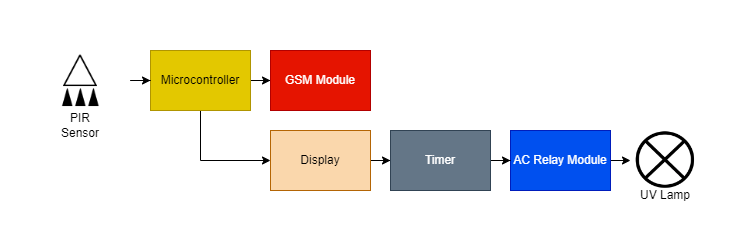 Microcontroller
GSM Module
PIR
Sensor
Display
Timer
AC Relay Module
UV Lamp